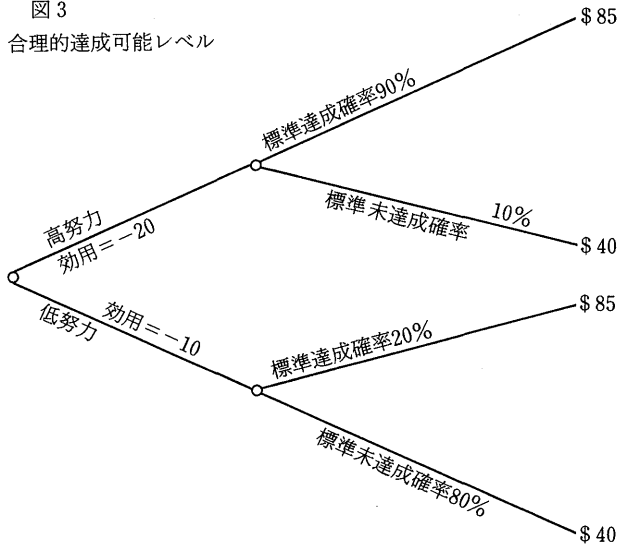 図3
合理的達成可能レベル
＄85
標準達成確率90%
標準未達成確率 10%
＄40
高努力
効用＝−20
低努力
効用＝−10
＄85
標準達成確率20%
標準未達成確率80%
＄40